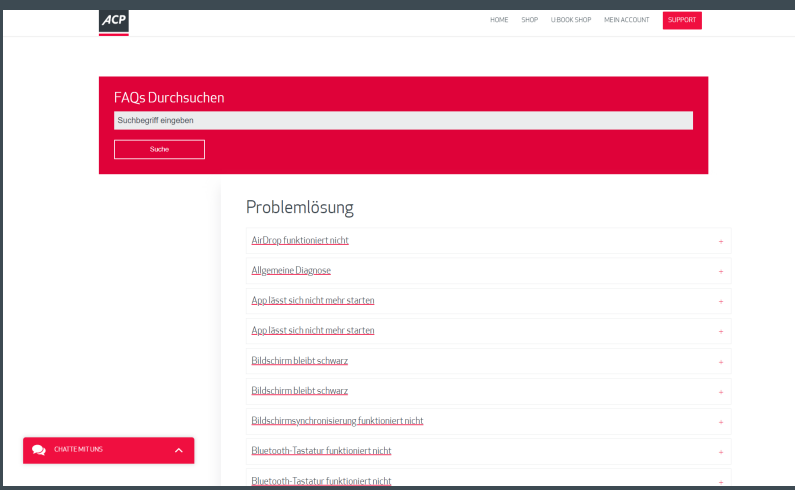 ACP
HOME SHOP U:BOOK SHOP MEIN ACCOUNT SUPPORT
FAQs Durchsuchen
Suchbegriff eingeben
Suche
Problemlösung
AirDrop funktioniert nicht +
Allgemeine Diagnose +
App lässt sich nicht mehr starten +
App lässt sich nicht mehr starten +
Bildschirm bleibt schwarz +
Bildschirm bleibt schwarz +
Bildschirmsynchronisierung funktioniert nicht +
Bluetooth-Tastatur funktioniert nicht +
Bluetooth-Tastatur funktioniert nicht +
CHATTE MIT UNS